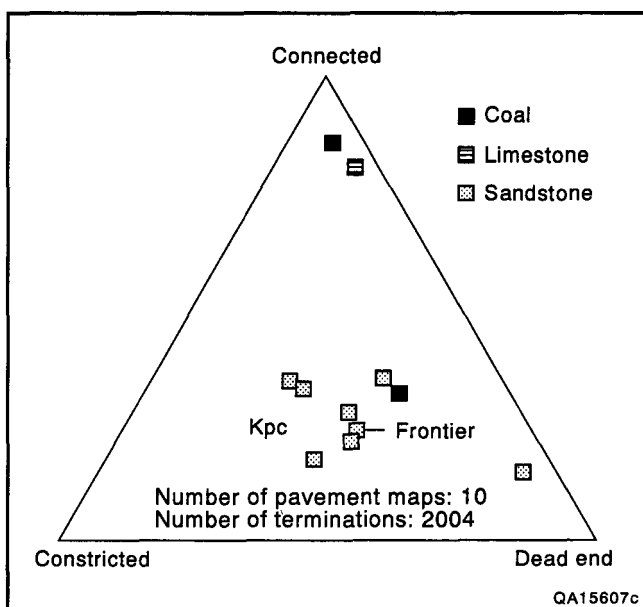 Connected
Coal
Limestone
Sandstone
Kpc
Frontier
Number of pavement maps: 10
Number of terminations: 2004
Constricted
Dead end
QA15607c